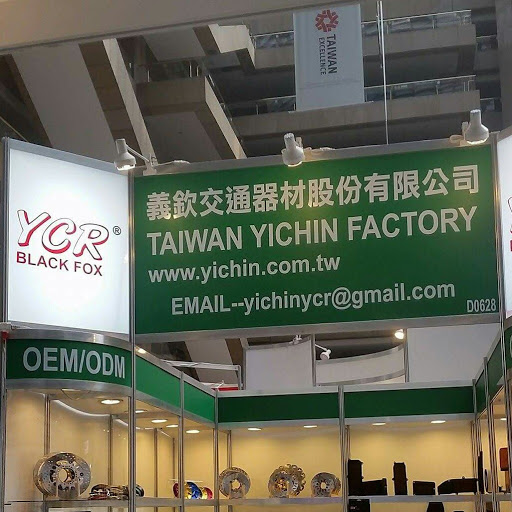 TAIWAN
EXCELLENCE
YCR®
BLACK FOX
義欽交通器材股份有限公司
TAIWAN YICHIN FACTORY
www.yichin.com.tw
EMAIL--yichinycr@gmail.com
D0628
OEM/ODM